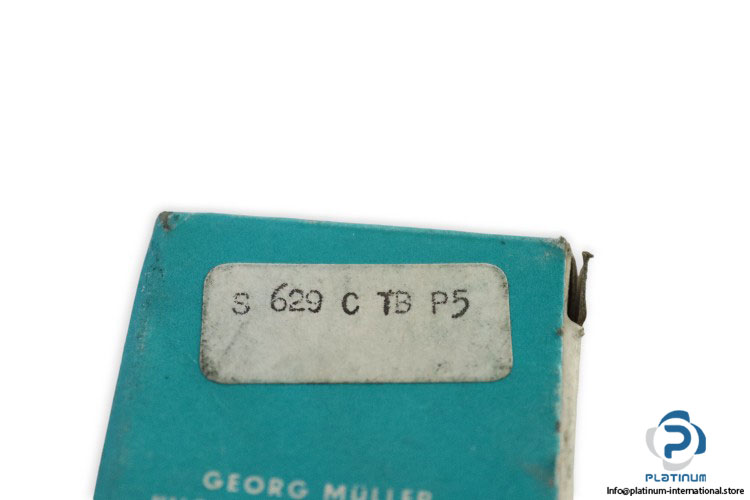 S 629 C TB P5
GEORG MÜLLER
PLATINUM
Info@platinum-international.store